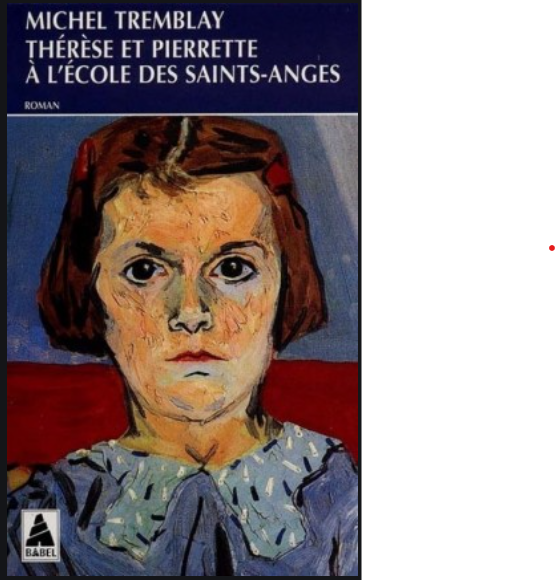 MICHEL TREMBLAY
THÉRÈSE ET PIERRETTE
À L'ÉCOLE DES SAINTS-ANGES
ROMAN
BABEL